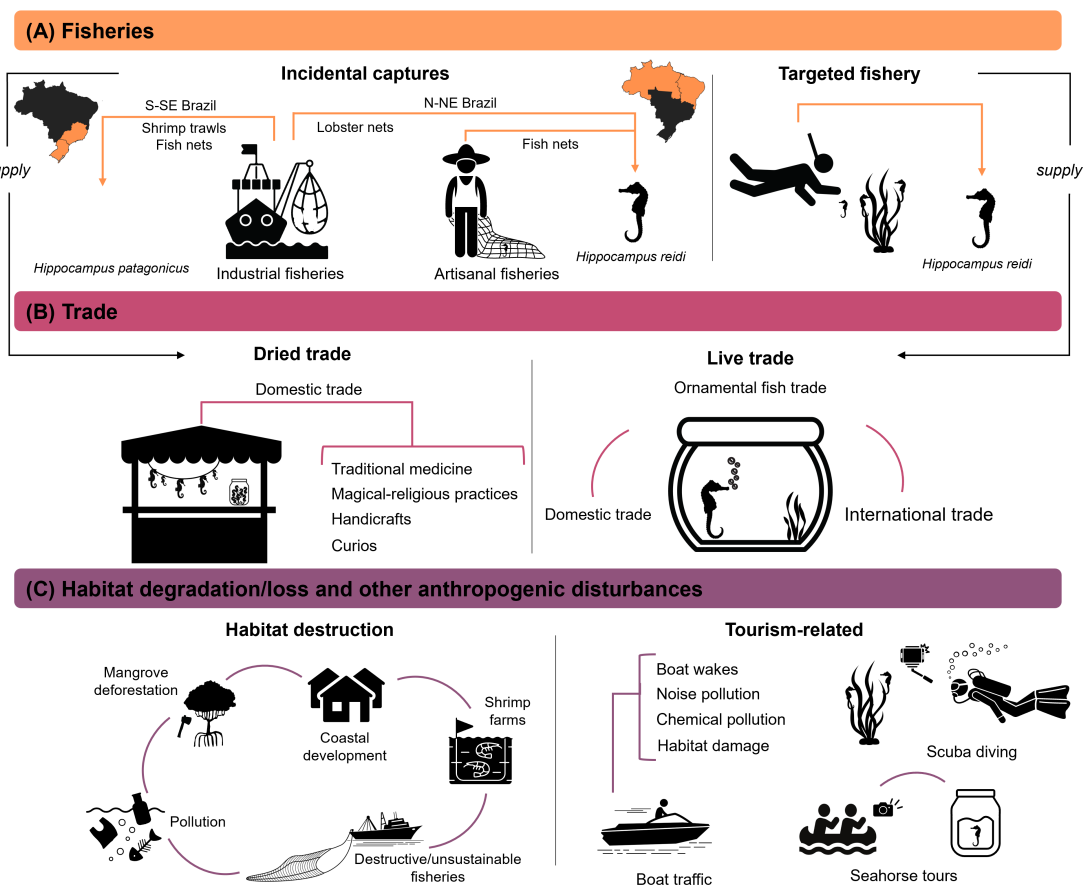 (A) Fisheries
Incidental captures
Targeted fishery
S-SE Brazil
Shrimp trawls
Fish nets
N-NE Brazil
Lobster nets
Fish nets
pply
supply
Hippocampus patagonicus
Industrial fisheries
Artisanal fisheries
Hippocampus reidi
Hippocampus reidi
(B) Trade
Dried trade
Domestic trade
Traditional medicine
Magical-religious practices
Handicrafts
Curios
Live trade
Ornamental fish trade
Domestic trade
International trade
(C) Habitat degradation/loss and other anthropogenic disturbances
Habitat destruction
Mangrove
deforestation
Coastal
development
Shrimp
farms
Pollution
Destructive/unsustainable
fisheries
Tourism-related
Boat wakes
Noise pollution
Chemical pollution
Habitat damage
Scuba diving
Boat traffic
Seahorse tours